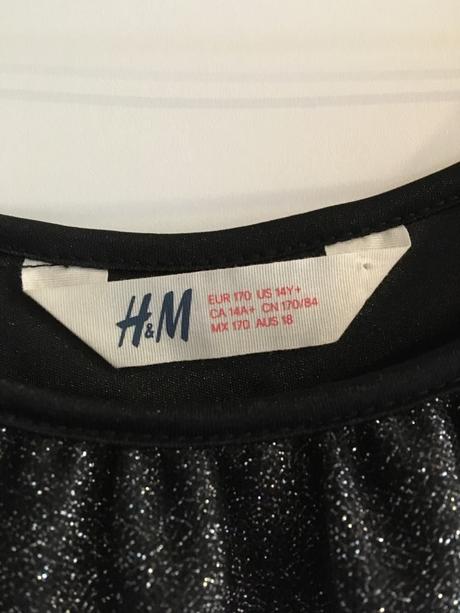 H&M
EUR 170 US 14Y+
CA 14A+ CN 170/84
MX 170 AUS 18